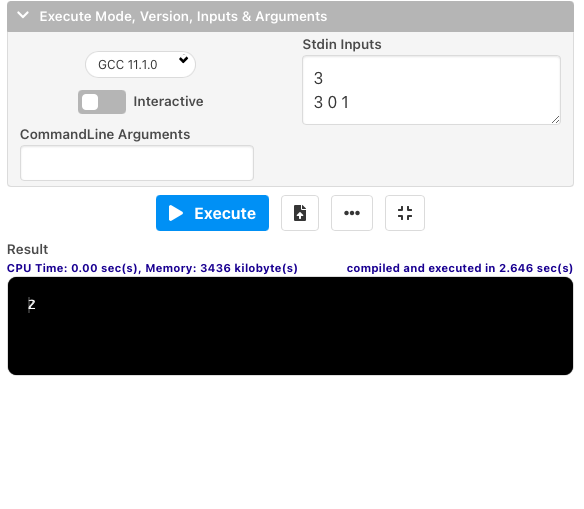 Execute Mode, Version, Inputs & Arguments
GCC 11.1.0
Interactive
Stdin Inputs
3
3 0 1
CommandLine Arguments
Execute
Result
CPU Time: 0.00 sec(s), Memory: 3436 kilobyte(s)
compiled and executed in 2.646 sec(s)
2